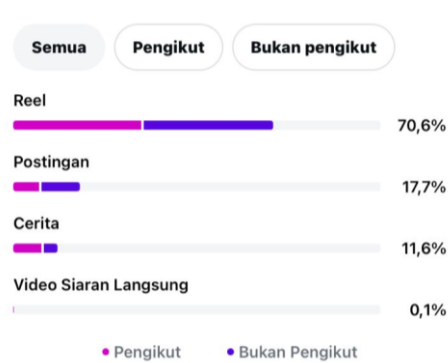 Semua Pengikut Bukan pengikut
Reel
70,6%
Postingan
17,7%
Cerita
11,6%
Video Siaran Langsung
0,1%
• Pengikut • Bukan Pengikut